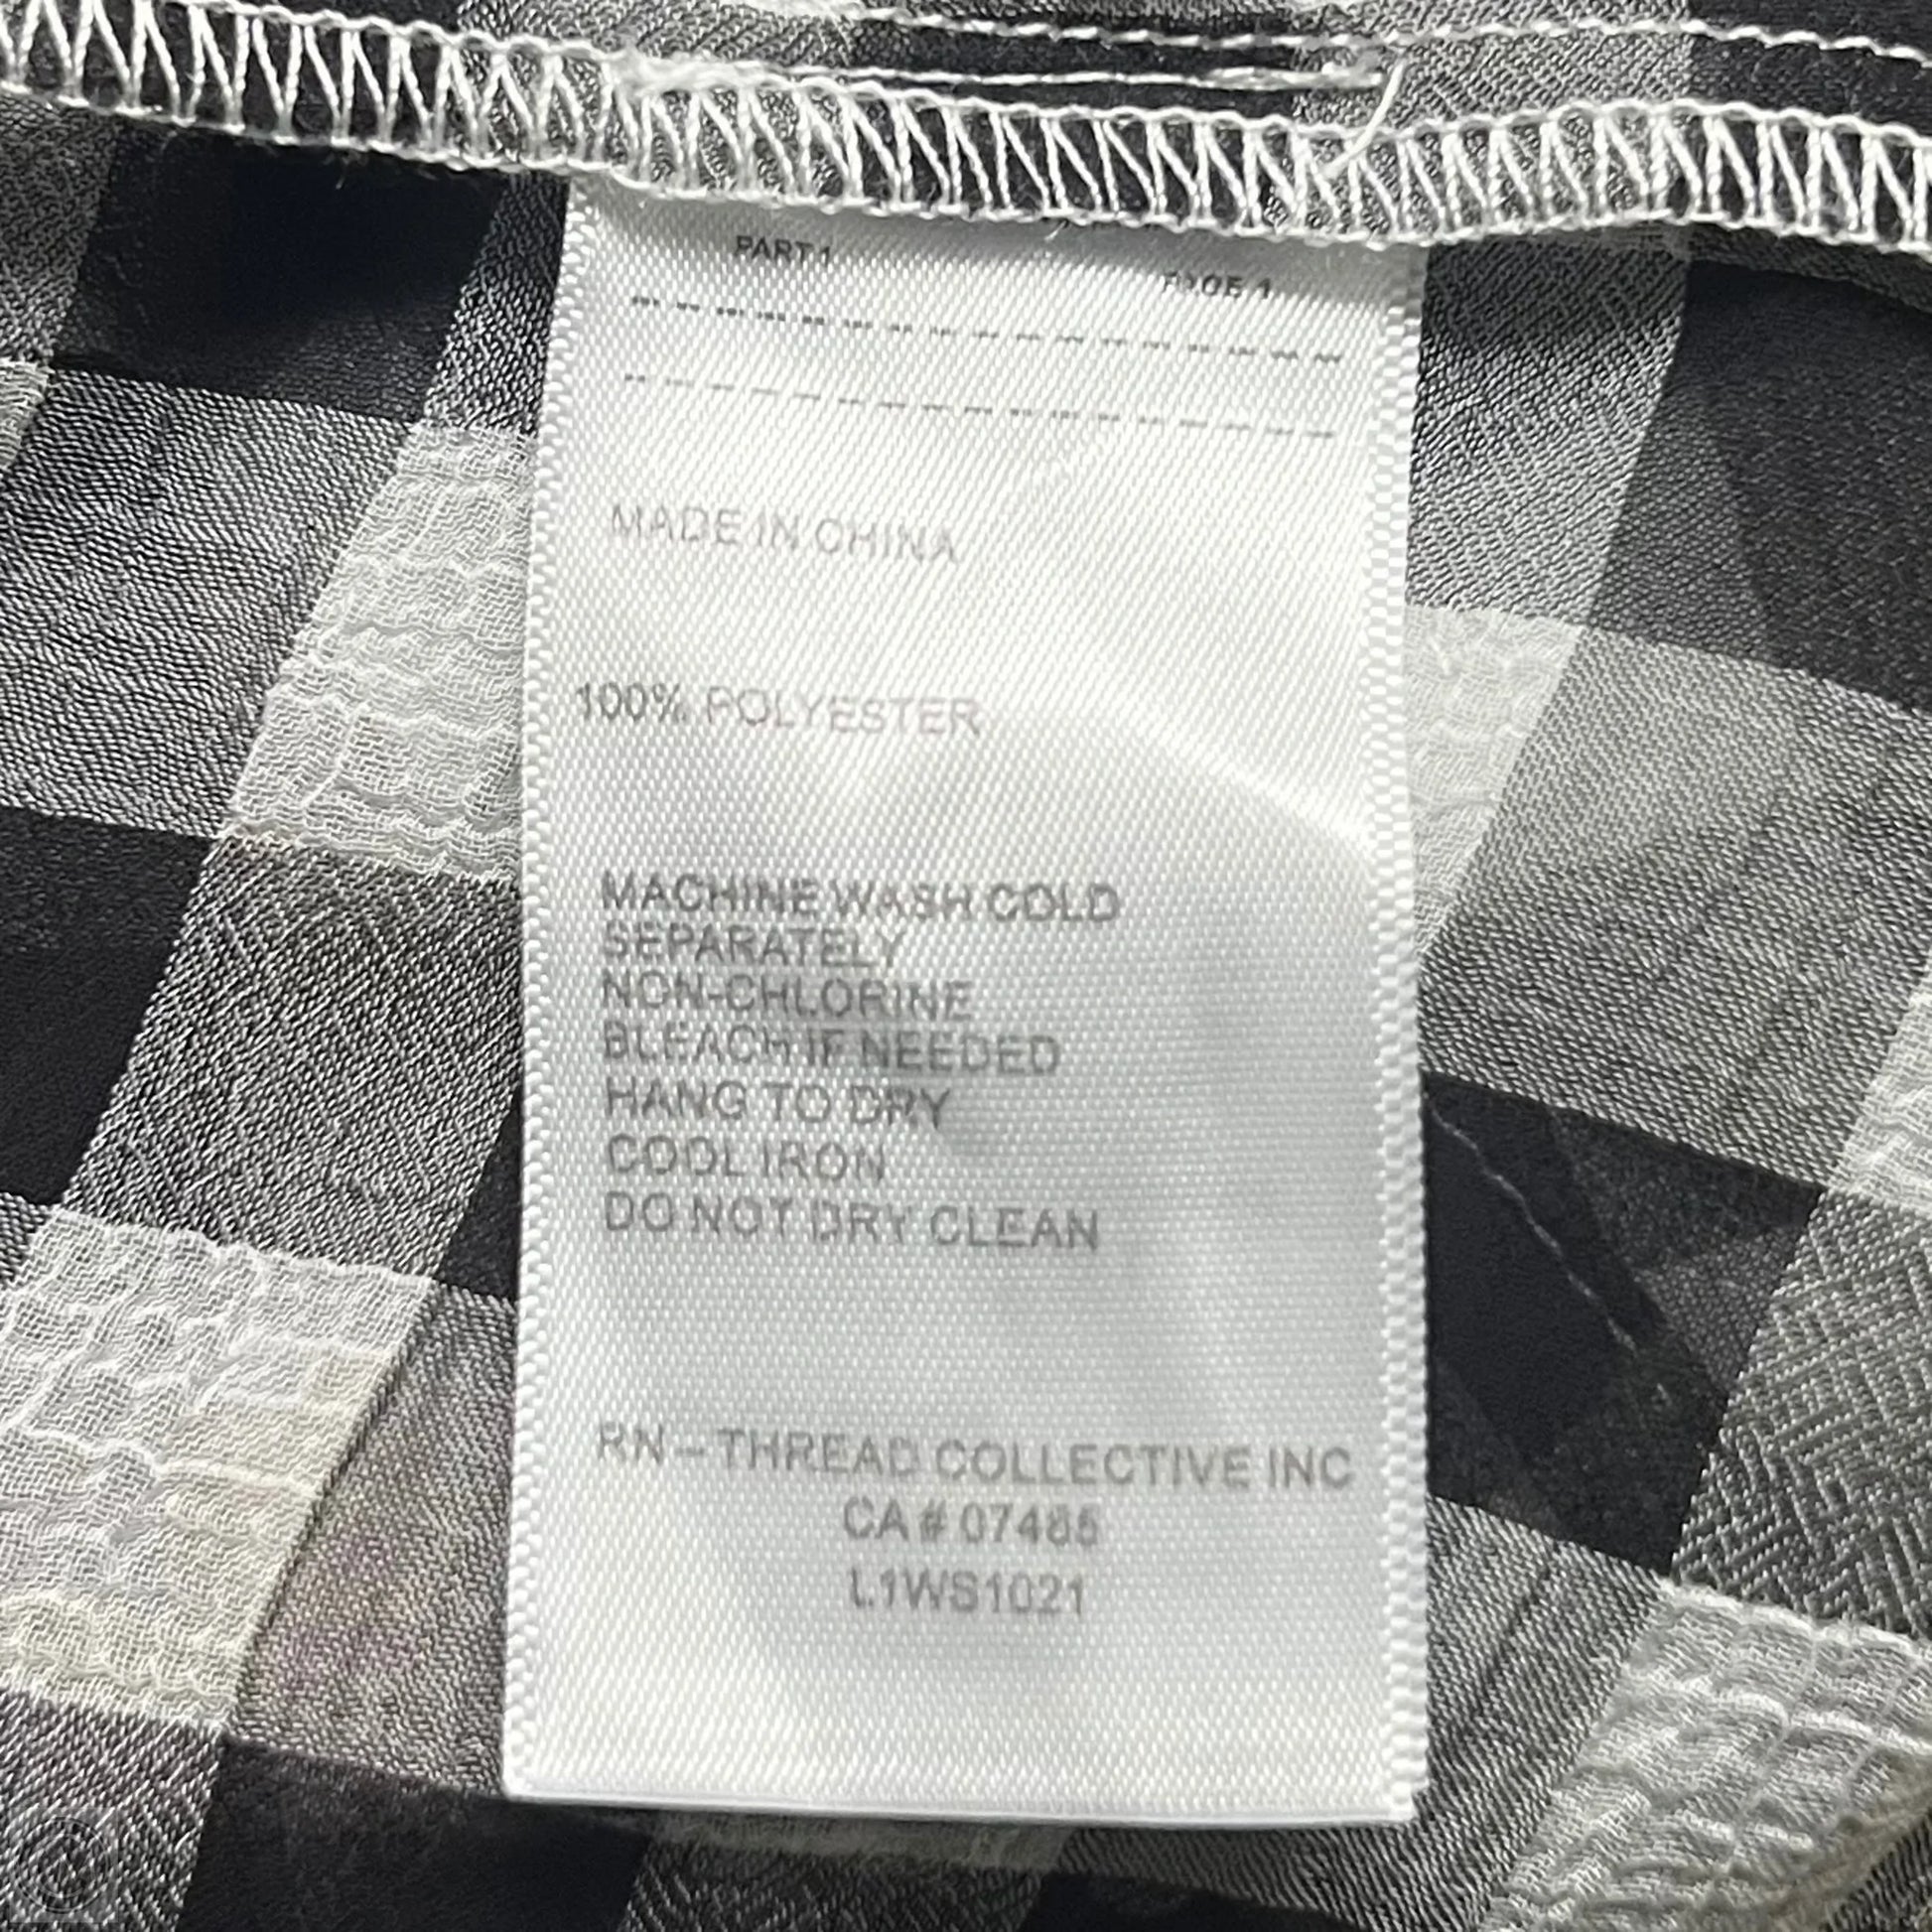 PART 1
PAGE 1
MADE IN CHINA
100% POLYESTER
MACHINE WASH COLD
SEPARATELY
NON-CHLORINE
BLEACH IF NEEDED
HANG TO DRY
COOL IRON
DO NOT DRY CLEAN
RN – THREAD COLLECTIVE INC
CA # 07485
L1WS1021